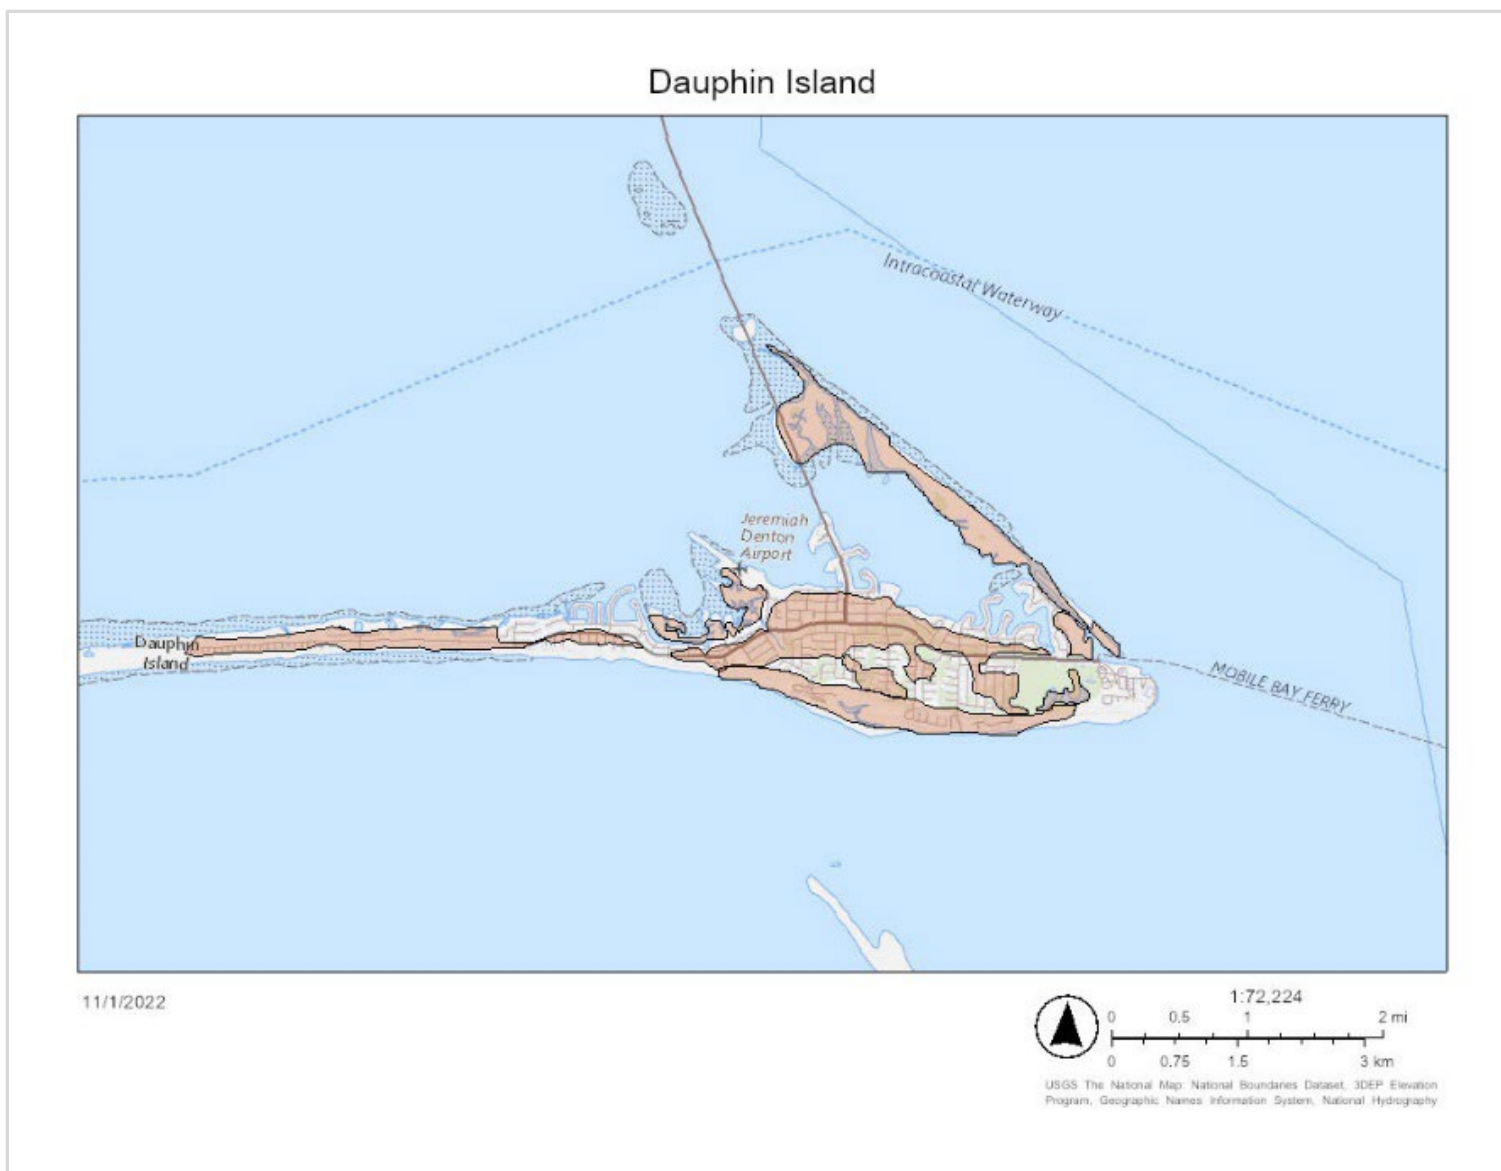 Dauphin Island
Intracoastal Waterway
Jeremiah
Denton
Airport
Dauphin
Island
MOBILE BAY FERRY
11/1/2022
1:72,224
0 0.5 1 2 mi
0 0.75 1.5 3 km
USGS The National Map: National Boundaries Dataset, 3DEP Elevation
Program, Geographic Names Information System, National Hydrography